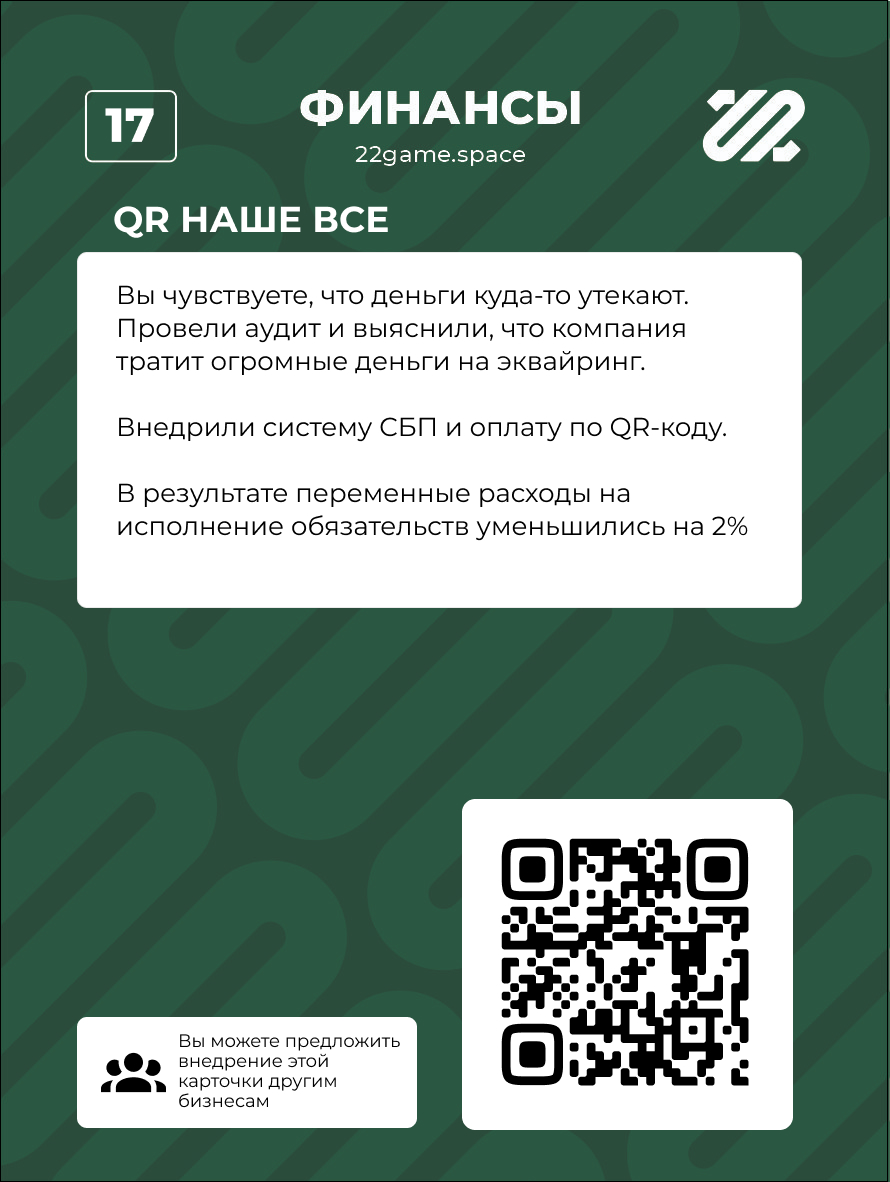 17
ФИНАНСЫ
22game.space
QR НАШЕ ВСЕ
Вы чувствуете, что деньги куда-то утекают.
Провели аудит и выяснили, что компания
тратит огромные деньги на эквайринг.
Внедрили систему СБП и оплату по QR-коду.
В результате переменные расходы на
исполнение обязательств уменьшились на 2%
Вы можете предложить
внедрение этой
карточки другим
бизнесам